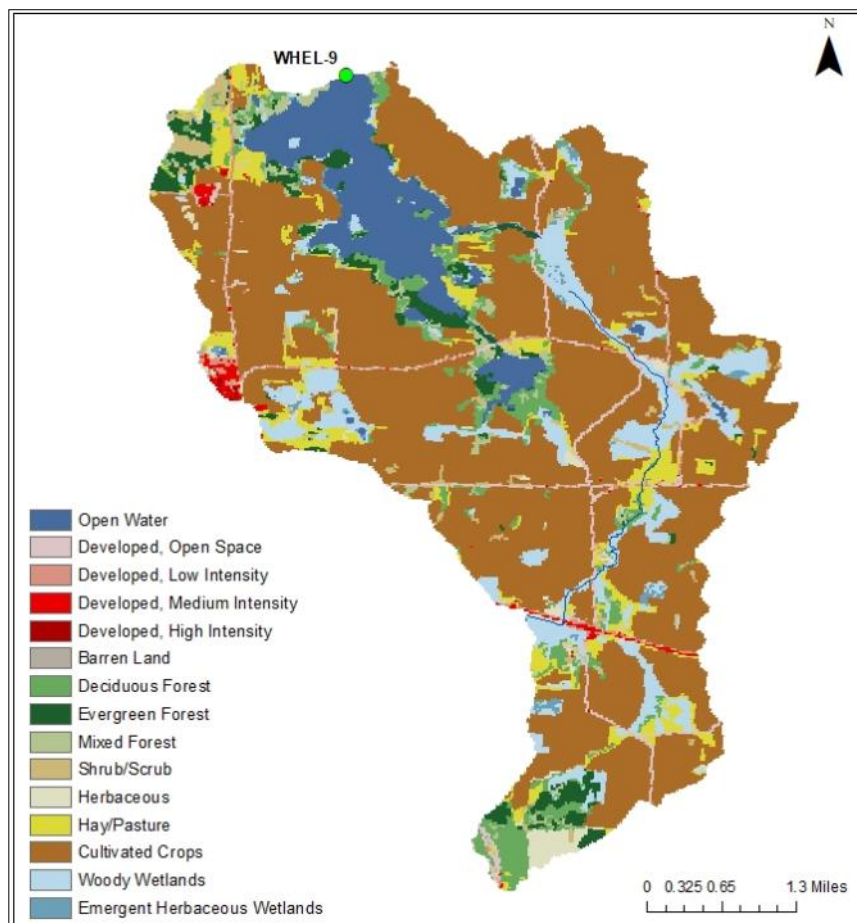 N
WHEL-9
Open Water
Developed, Open Space
Developed, Low Intensity
Developed, Medium Intensity
Developed, High Intensity
Barren Land
Deciduous Forest
Evergreen Forest
Mixed Forest
Shrub/Scrub
Herbaceous
Hay/Pasture
Cultivated Crops
Woody Wetlands
Emergent Herbaceous Wetlands
0 0.325 0.65 1.3 Miles